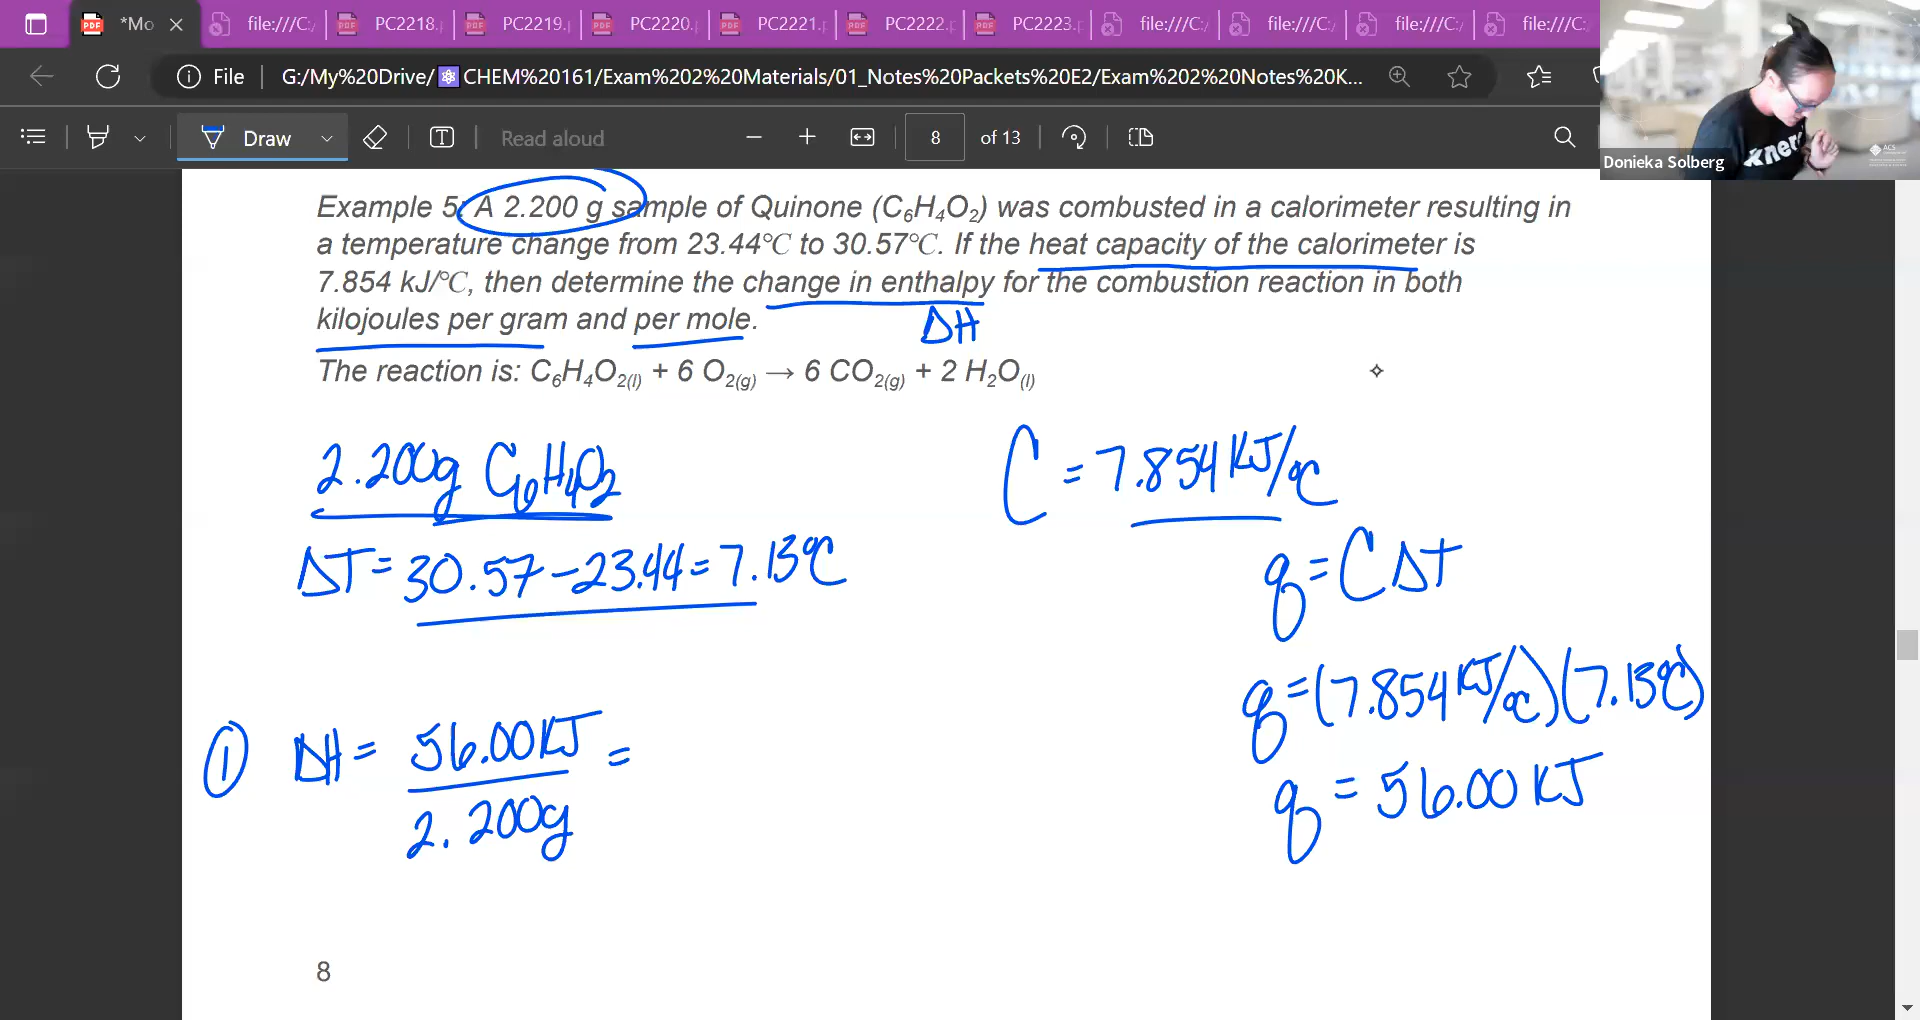 *Mo file:///C:/ PC2218.p PC2219.p PC2220.p PC2221.p PC2222.p PC2223.p file:///C:/ file:///C:/ file:///C:/ file:///C:
File G:/My%20Drive/⚛CHEM%20161/Exam%202%20Materials/01_Notes%20Packets%20E2/Exam%202%20Notes%20K...
Draw T Read aloud 8 of 13
xner
ACS
Donieka Solberg
Example 5: A 2.200 g sample of Quinone (C₆H₄O₂) was combusted in a calorimeter resulting in
a temperature change from 23.44℃ to 30.57℃. If the heat capacity of the calorimeter is
7.854 kJ/℃, then determine the change in enthalpy for the combustion reaction in both
kilojoules per gram and per mole.
ΔH
The reaction is: C₆H₄O₂₍l₎ + 6 O₂₍g₎ → 6 CO₂₍g₎ + 2 H₂O₍l₎
2.200g C₆H₄O₂
ΔT = 30.57 - 23.44 = 7.13℃
C = 7.854 KJ/℃
q = CΔT
q = (7.854 KJ/℃)(7.13℃)
q = 56.00 KJ
① ΔH = 56.00KJ =
2.200g
8